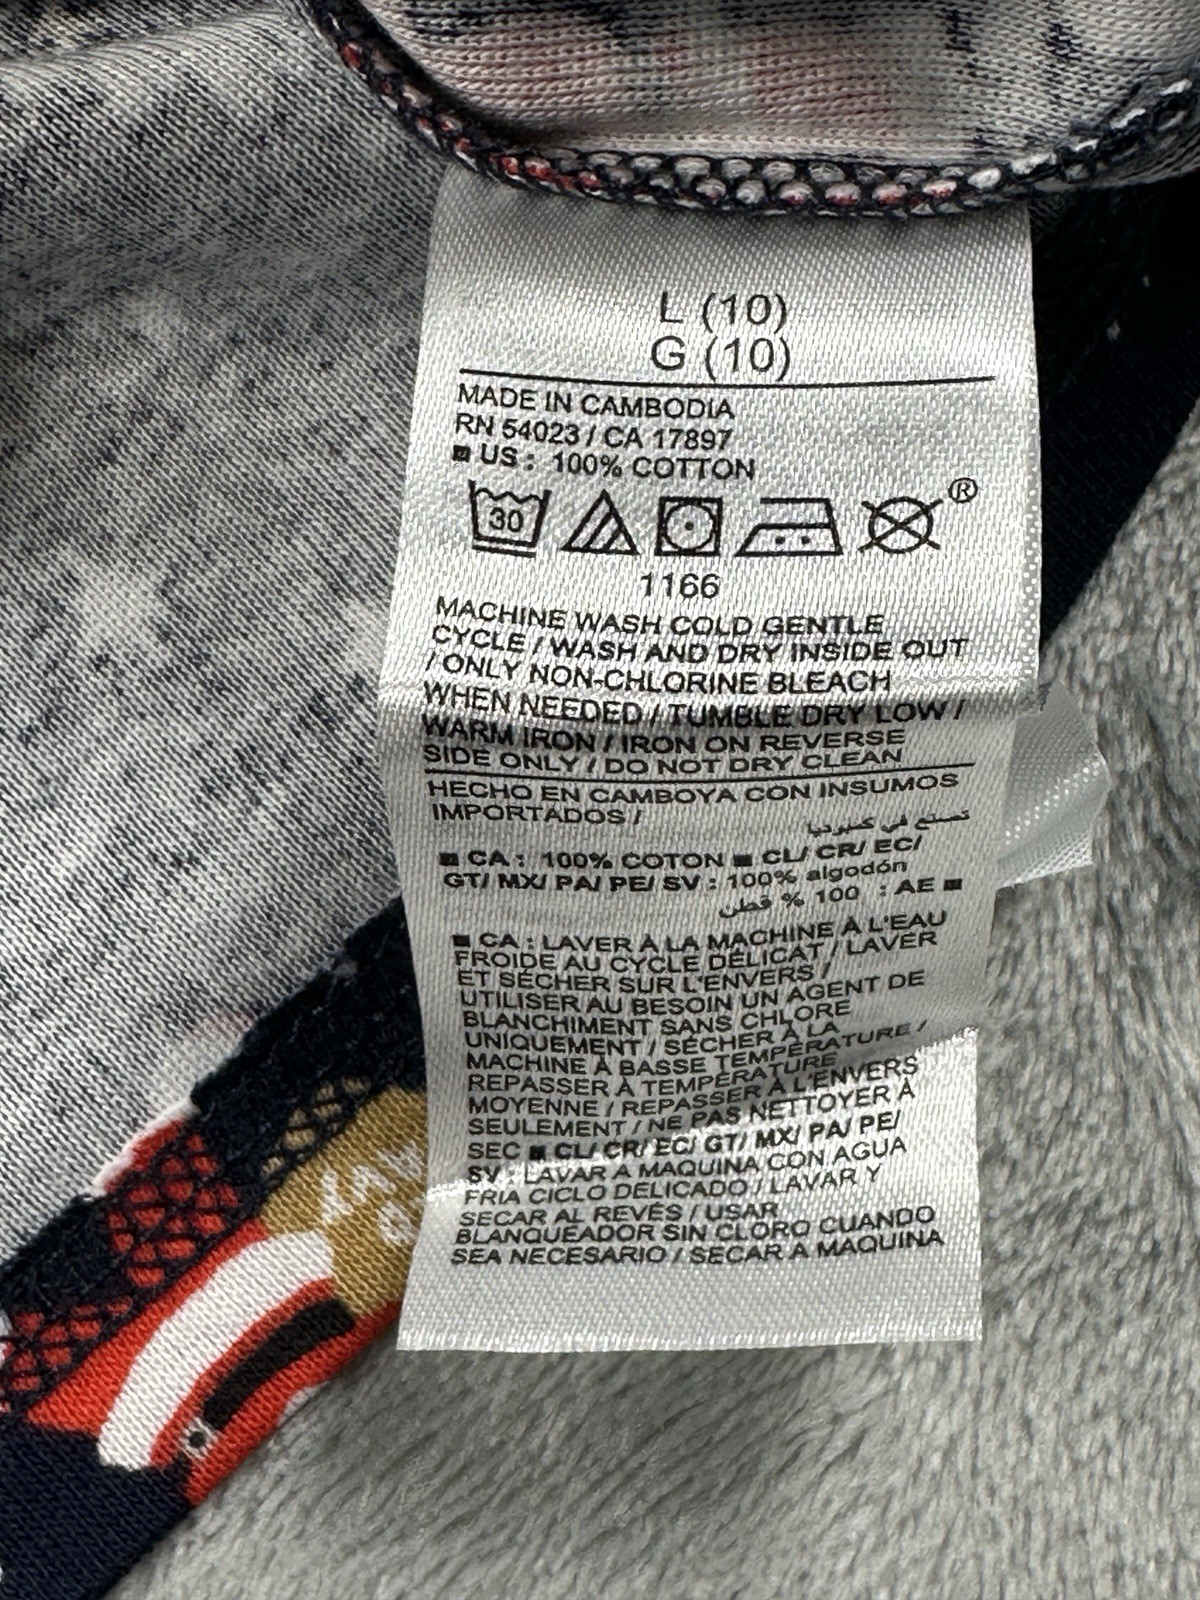 L (10)
G (10)
MADE IN CAMBODIA
RN 54023 / CA 17897
■ US : 100% COTTON
30
®
1166
MACHINE WASH COLD GENTLE
CYCLE / WASH AND DRY INSIDE OUT
/ ONLY NON-CHLORINE BLEACH
WHEN NEEDED / TUMBLE DRY LOW /
WARM IRON / IRON ON REVERSE
SIDE ONLY / DO NOT DRY CLEAN
HECHO EN CAMBOYA CON INSUMOS
IMPORTADOS /
تصنع في كمبوديا
■ CA : 100% COTON ■ CL/ CR/ EC/
GT/ MX/ PA/ PE/ SV : 100% algodón
■ AE : 100 % قطن
■ CA : LAVER À LA MACHINE À L'EAU
FROIDE AU CYCLE DÉLICAT / LAVER
ET SÉCHER SUR L'ENVERS /
UTILISER AU BESOIN UN AGENT DE
BLANCHIMENT SANS CHLORE
UNIQUEMENT / SÉCHER À LA
MACHINE À BASSE TEMPÉRATURE /
REPASSER À TEMPÉRATURE
MOYENNE / REPASSER À L'ENVERS
SEULEMENT / NE PAS NETTOYER À
SEC ■ CL/ CR/ EC/ GT/ MX/ PA/ PE/
SV : LAVAR A MAQUINA CON AGUA
FRIA CICLO DELICADO / LAVAR Y
SECAR AL REVÉS / USAR
BLANQUEADOR SIN CLORO CUANDO
SEA NECESARIO / SECAR A MAQUINA